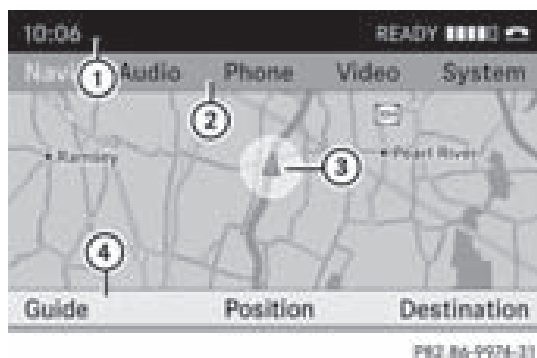 10:06 READY
1
Navi Audio Phone Video System
2
• Ramsey
3
• Pearl River
4
Guide Position Destination
P82.86-9978-31